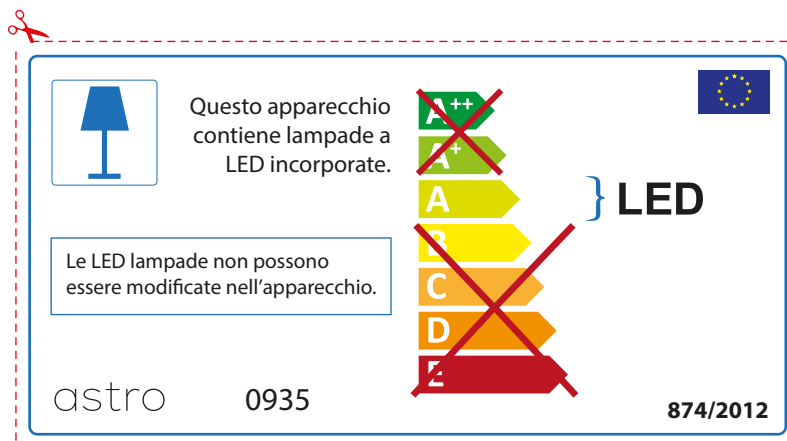 Questo apparecchio
contiene lampade a
LED incorporate.
A++
A+
A
B
C
D
E
LED
Le LED lampade non possono
essere modificate nell'apparecchio.
astro 0935
874/2012